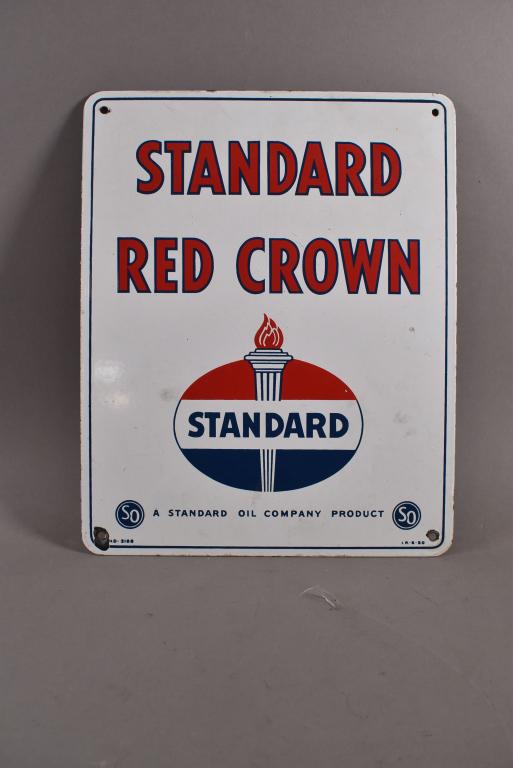 STANDARD
RED CROWN
STANDARD
SO A STANDARD OIL COMPANY PRODUCT SO